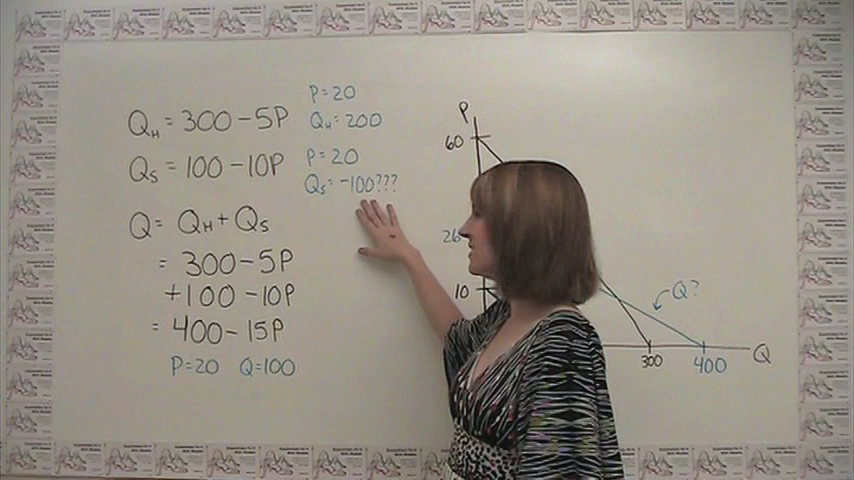 Q_H = 300 - 5P
Q_S = 100 - 10P
Q = Q_H + Q_S
= 300 - 5P
+ 100 - 10P
= 400 - 15P
P = 20 Q = 100
P = 20
Q_H = 200
P = 20
Q_S = -100???
P
60
26
10
Q?
300
400
Q